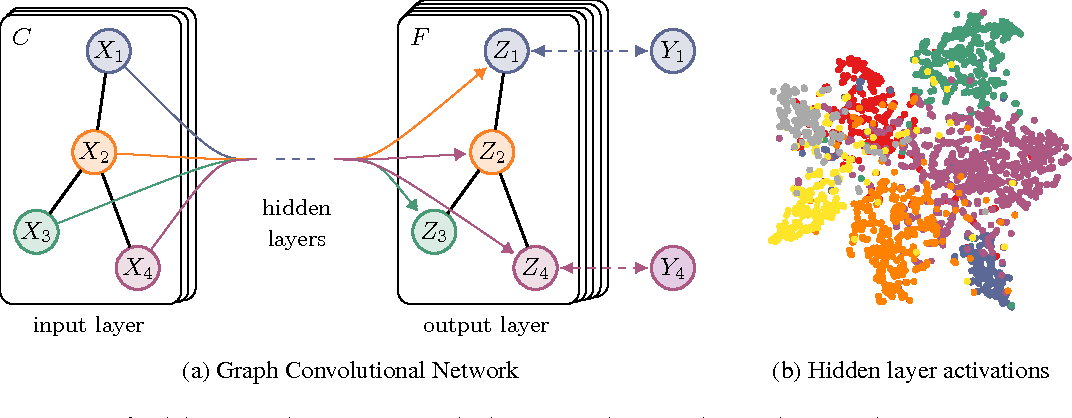 C
X1
X2
X3
X4
input layer
hidden
layers
F
Z1
Z2
Z3
Z4
output layer
Y1
Y4
(a) Graph Convolutional Network
(b) Hidden layer activations